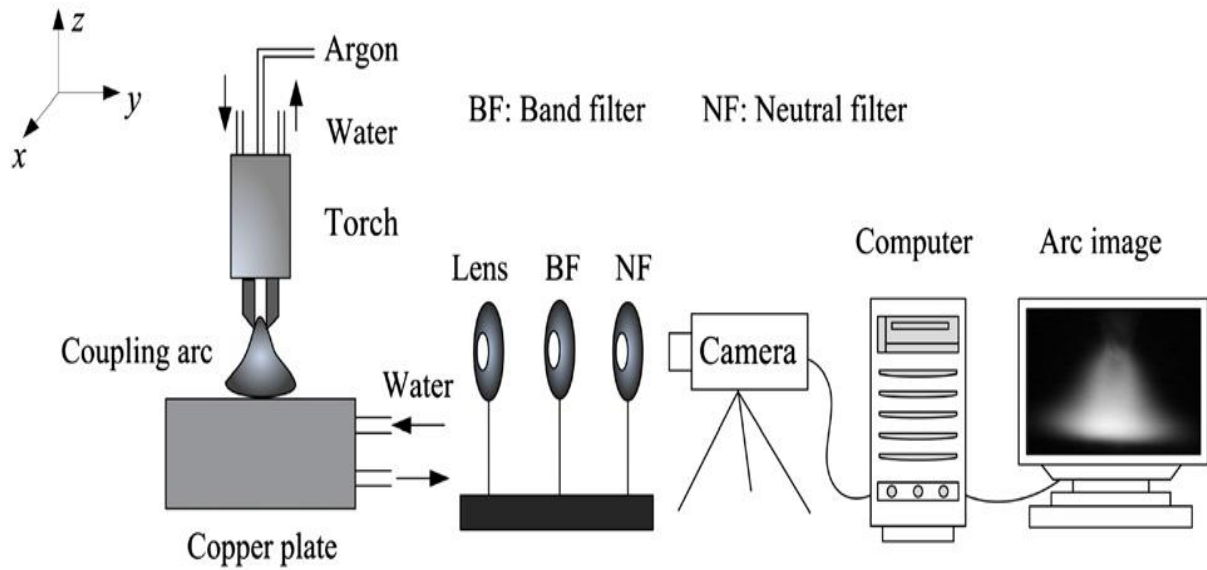 z
y
x
Argon
Water
Torch
BF: Band filter
NF: Neutral filter
Lens
BF
NF
Computer
Arc image
Coupling arc
Water
Camera
Copper plate